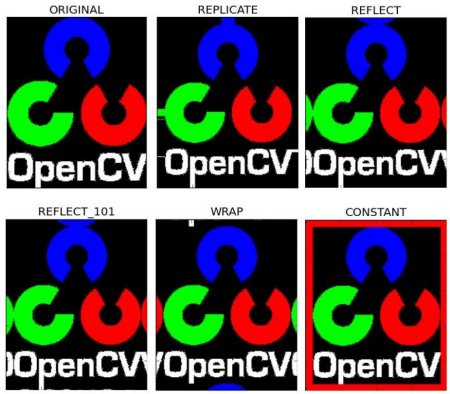 ORIGINAL REPLICATE REFLECT
OpenCV OpenCV OpenCV
REFLECT_101 WRAP CONSTANT
OpenCV OpenCV OpenCV